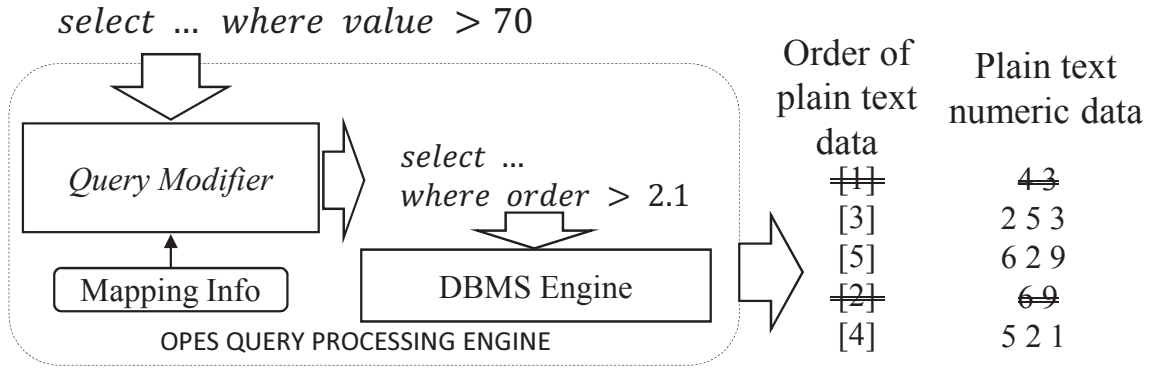 select ... where value > 70
Query Modifier
Mapping Info
select ...
where order > 2.1
DBMS Engine
OPES QUERY PROCESSING ENGINE
Order of
plain text
data
Plain text
numeric data
[1] 4 3
[3] 2 5 3
[5] 6 2 9
[2] 6 9
[4] 5 2 1